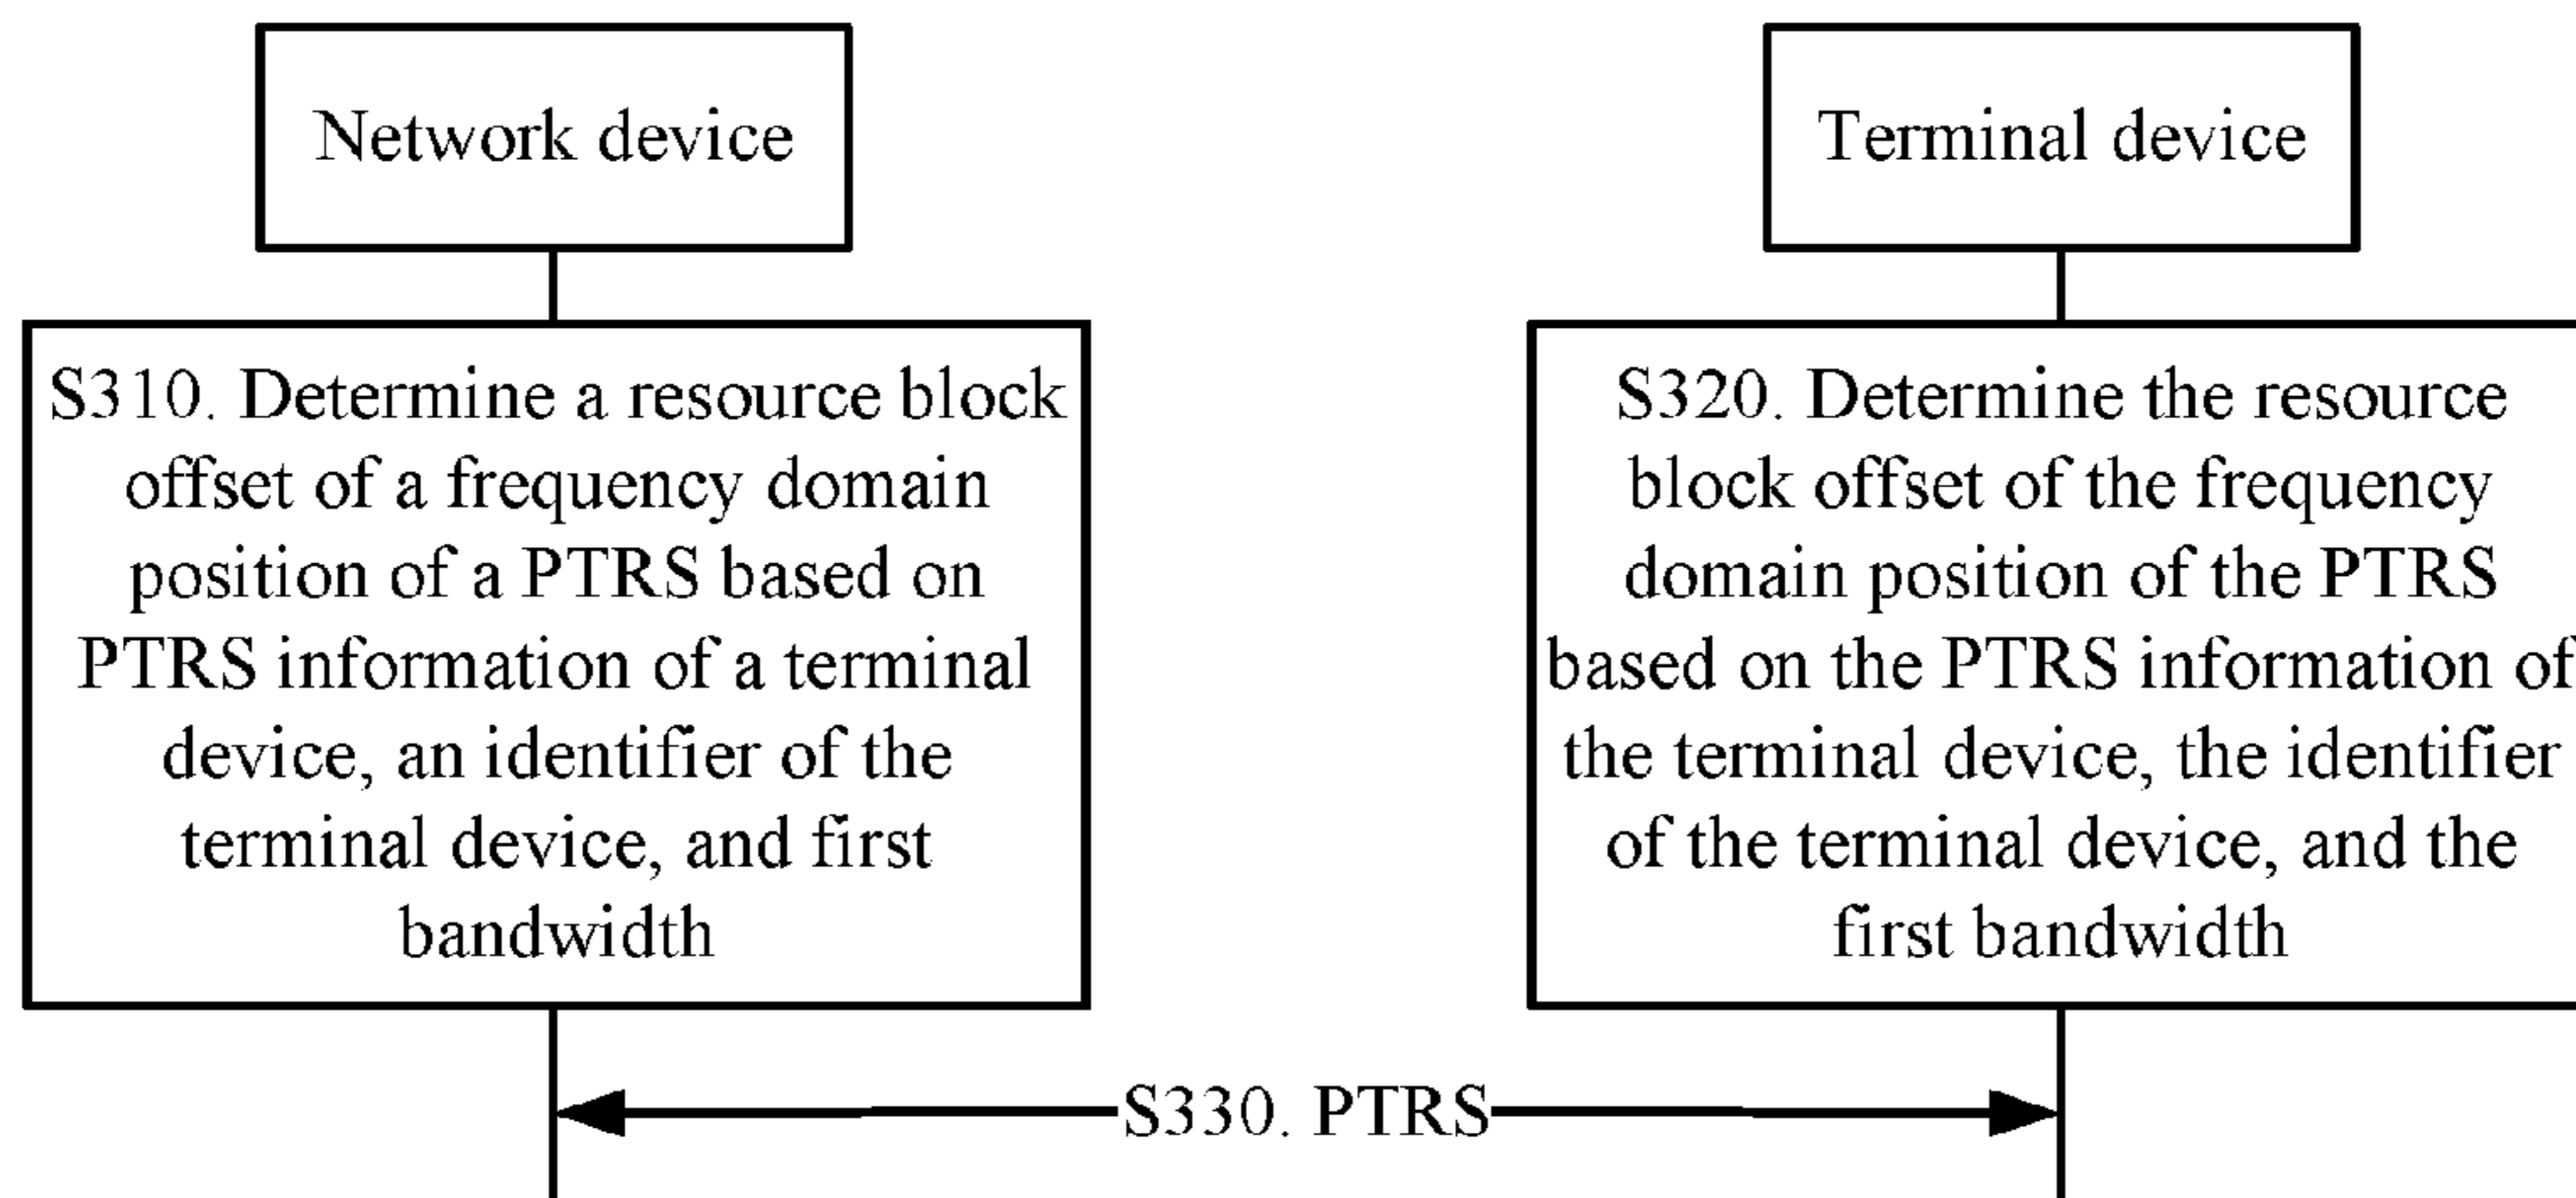 Network device
Terminal device
S310. Determine a resource block
offset of a frequency domain
position of a PTRS based on
PTRS information of a terminal
device, an identifier of the
terminal device, and first
bandwidth
S320. Determine the resource
block offset of the frequency
domain position of the PTRS
based on the PTRS information of
the terminal device, the identifier
of the terminal device, and the
first bandwidth
S330. PTRS